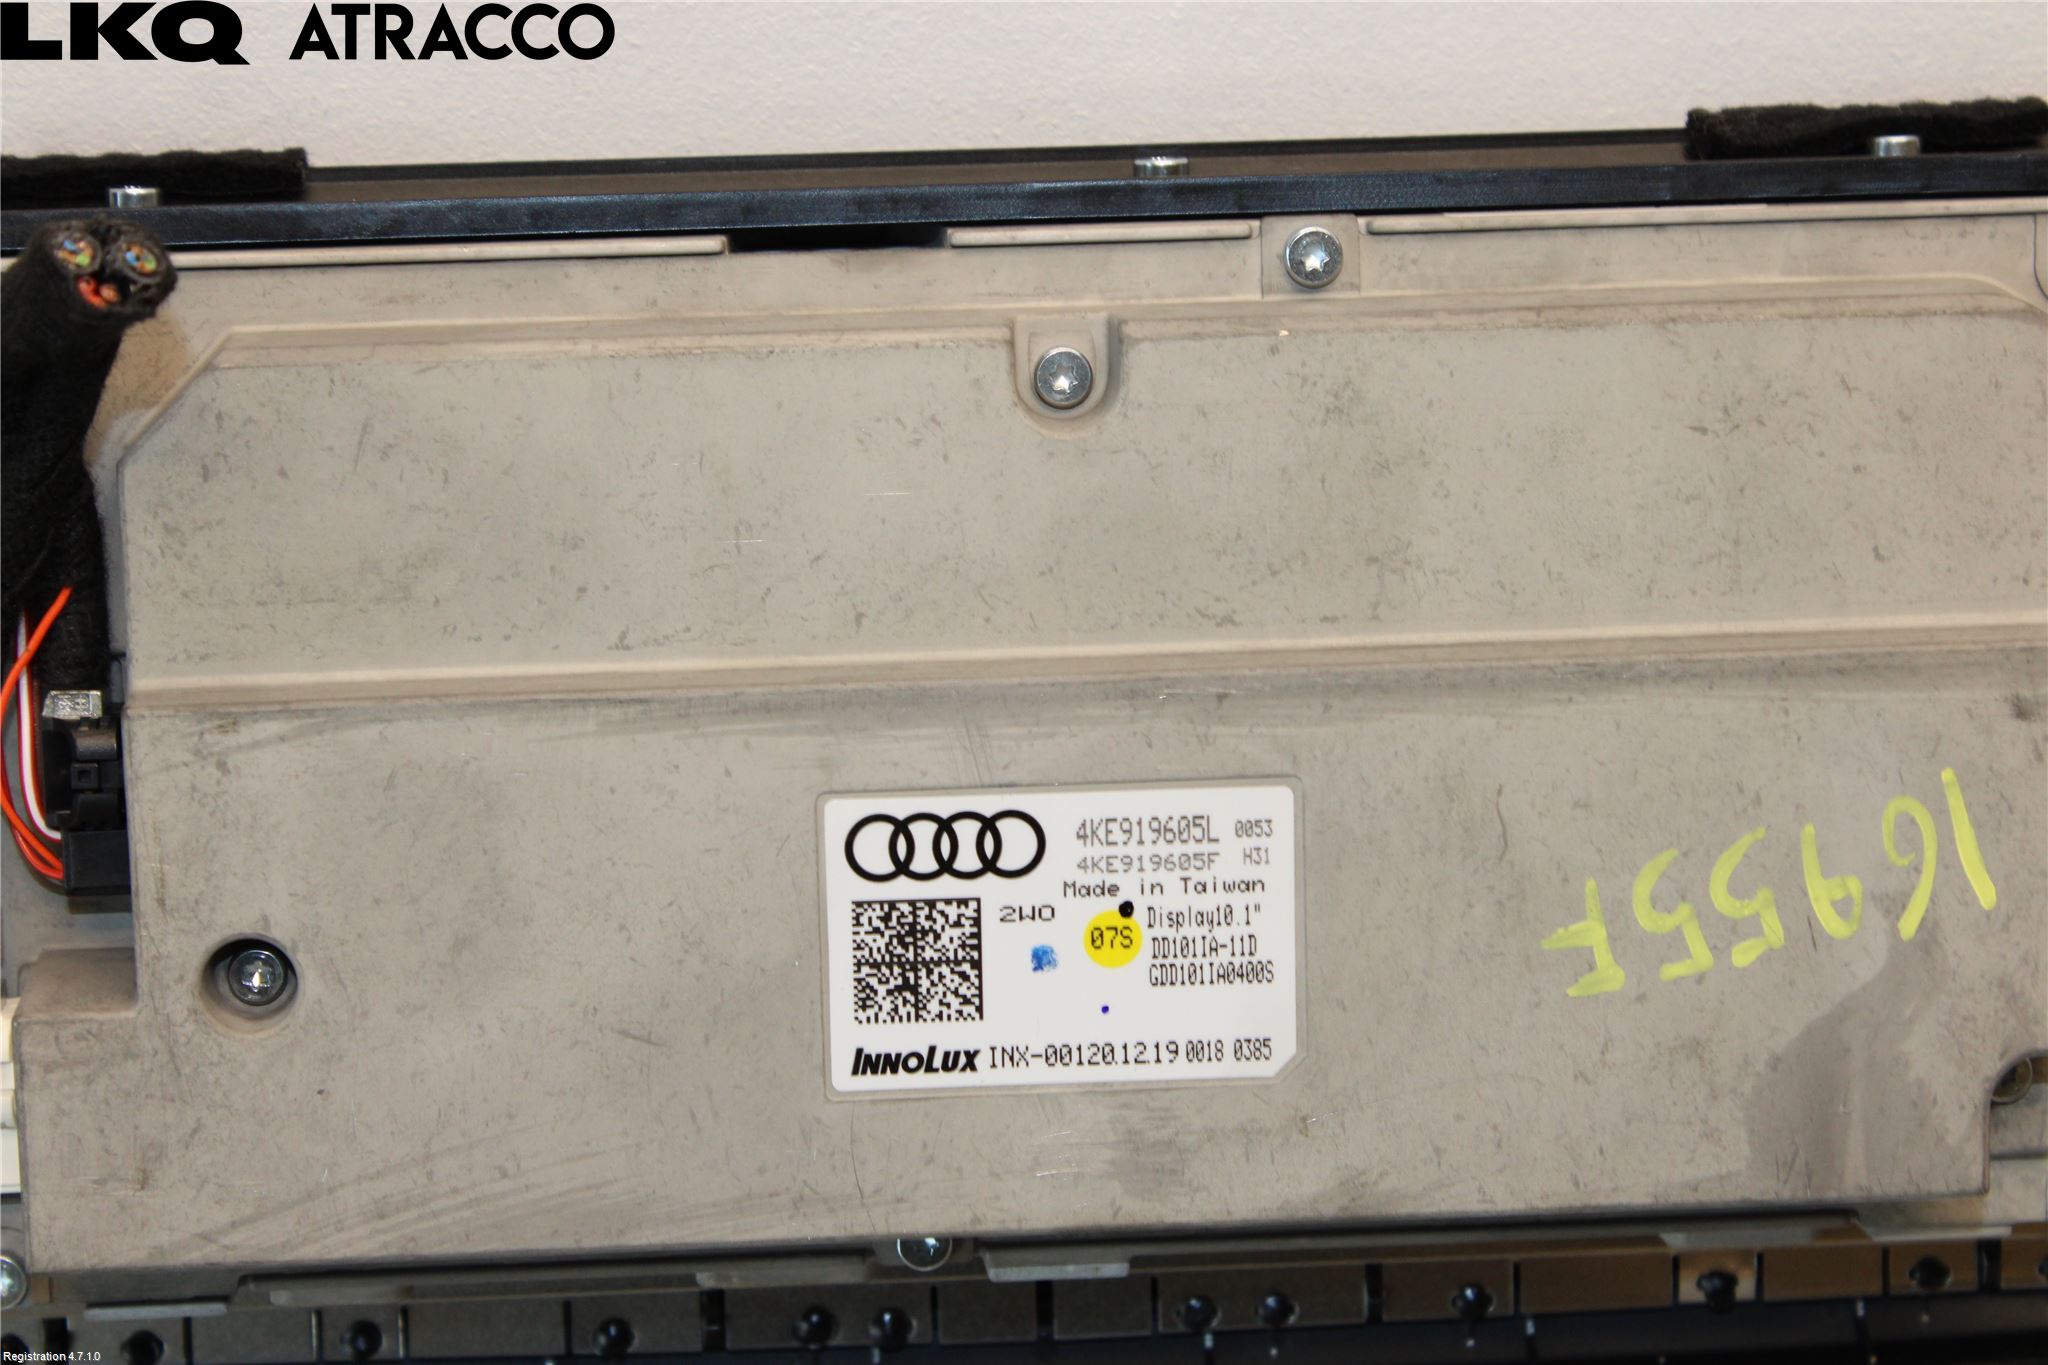 LKQ ATRACCO
4KE919605L 0053
4KE919605F H31
Made in Taiwan
2WO
07S
Display10.1"
DD101IA-11D
GDD101IA0400S
INNOLUX INX-00120.12.19 0018 0385
16955F
Registration 4.7.1.0